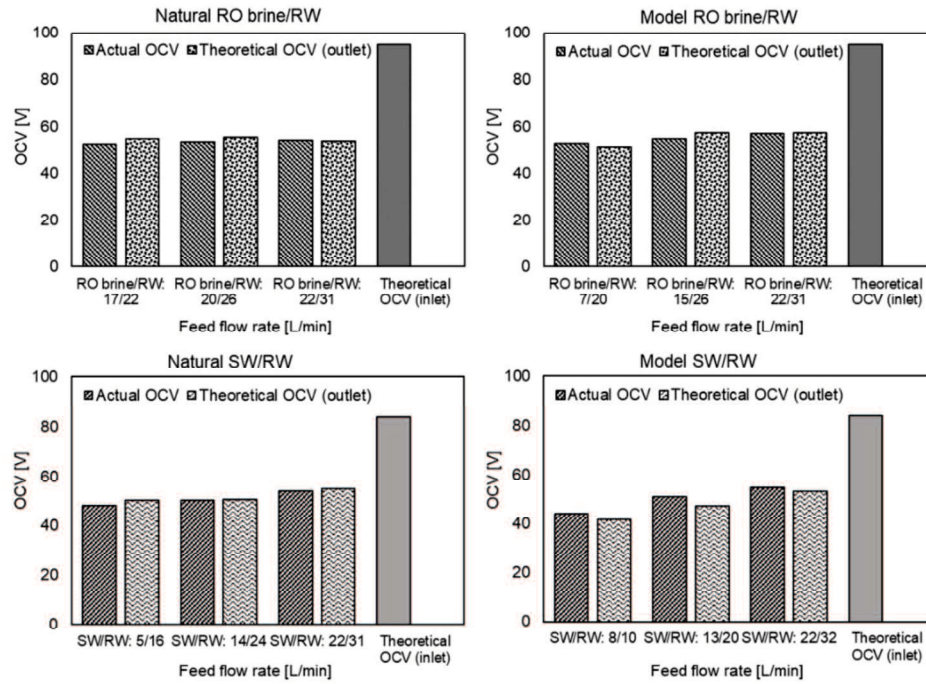 Natural RO brine/RW
100
80
60
40
20
0
OCV [V]
Actual OCV Theoretical OCV (outlet)
RO brine/RW: 17/22
RO brine/RW: 20/26
RO brine/RW: 22/31
Theoretical OCV (inlet)
Feed flow rate [L/min]
Model RO brine/RW
100
80
60
40
20
0
OCV [V]
Actual OCV Theoretical OCV (outlet)
RO brine/RW: 7/20
RO brine/RW: 15/26
RO brine/RW: 22/31
Theoretical OCV (inlet)
Feed flow rate [L/min]
Natural SW/RW
100
80
60
40
20
0
OCV [V]
Actual OCV Theoretical OCV (outlet)
SW/RW: 5/16 SW/RW: 14/24 SW/RW: 22/31 Theoretical
OCV (inlet)
Feed flow rate [L/min]
Model SW/RW
100
80
60
40
20
0
OCV [V]
Actual OCV Theoretical OCV (outlet)
SW/RW: 8/10 SW/RW: 13/20 SW/RW: 22/32 Theoretical
OCV (inlet)
Feed flow rate [L/min]